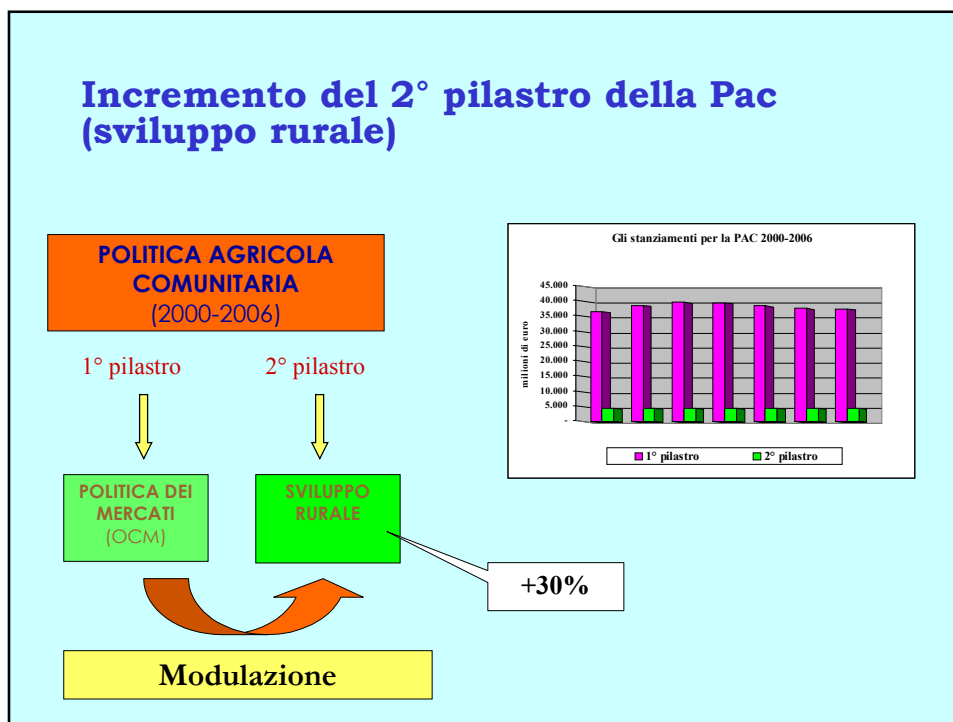 Incremento del 2° pilastro della Pac
(sviluppo rurale)
POLITICA AGRICOLA
COMUNITARIA
(2000-2006)
1° pilastro
2° pilastro
POLITICA DEI
MERCATI
(OCM)
SVILUPPO
RURALE
+30%
Modulazione
Gli stanziamenti per la PAC 2000-2006
milioni di euro
45.000
40.000
35.000
30.000
25.000
20.000
15.000
10.000
5.000
-
1° pilastro
2° pilastro